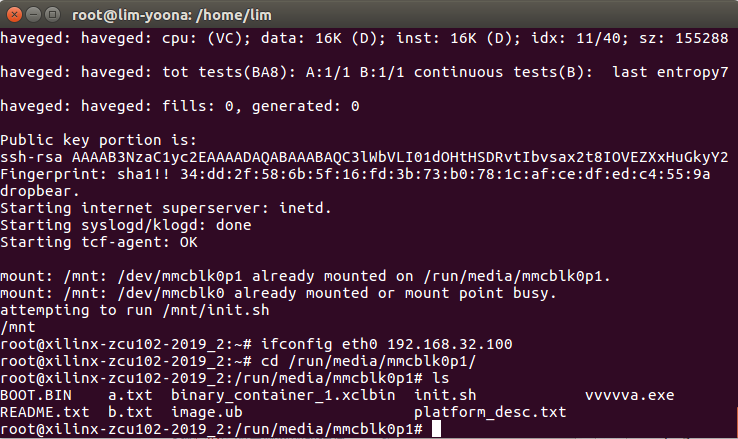 root@lim-yoona: /home/lim
haveged: haveged: cpu: (VC); data: 16K (D); inst: 16K (D); idx: 11/40; sz: 155288
haveged: haveged: tot tests(BA8): A:1/1 B:1/1 continuous tests(B):  last entropy7
haveged: haveged: fills: 0, generated: 0
Public key portion is:
ssh-rsa AAAAB3NzaC1yc2EAAAADAQABAAABAQC3lWbVLI01dOHtHSDRvtIbvsax2t8IOVEZXxHuGkyY2
Fingerprint: sha1!! 34:dd:2f:58:6b:5f:16:fd:3b:73:b0:78:1c:af:ce:df:ed:c4:55:9a
dropbear.
Starting internet superserver: inetd.
Starting syslogd/klogd: done
Starting tcf-agent: OK
mount: /mnt: /dev/mmcblk0p1 already mounted on /run/media/mmcblk0p1.
mount: /mnt: /dev/mmcblk0 already mounted or mount point busy.
attempting to run /mnt/init.sh
/mnt
root@xilinx-zcu102-2019_2:~# ifconfig eth0 192.168.32.100
root@xilinx-zcu102-2019_2:~# cd /run/media/mmcblk0p1/
root@xilinx-zcu102-2019_2:/run/media/mmcblk0p1# ls
BOOT.BIN    a.txt  binary_container_1.xclbin  init.sh            vvvvva.exe
README.txt  b.txt  image.ub                   platform_desc.txt
root@xilinx-zcu102-2019_2:/run/media/mmcblk0p1#